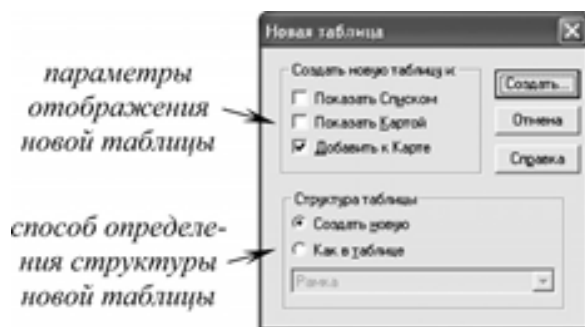 Новая таблица
параметры
отображения
новой таблицы
Создать новую таблицу и:
Показать Списком
Показать Картой
Добавить к Карте
Создать...
Отмена
Справка
способ определе-
ния структуры
новой таблицы
Структура таблицы
Создать новую
Как в таблице
Рамка